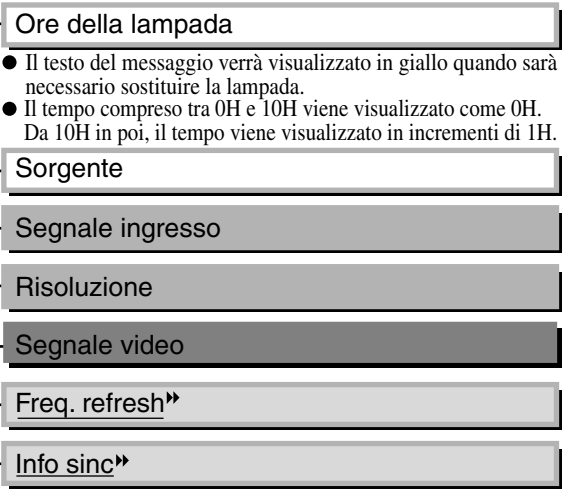 Ore della lampada
● Il testo del messaggio verrà visualizzato in giallo quando sarà
necessario sostituire la lampada.
● Il tempo compreso tra 0H e 10H viene visualizzato come 0H.
Da 10H in poi, il tempo viene visualizzato in incrementi di 1H.
Sorgente
Segnale ingresso
Risoluzione
Segnale video
Freq. refresh
Info sinc